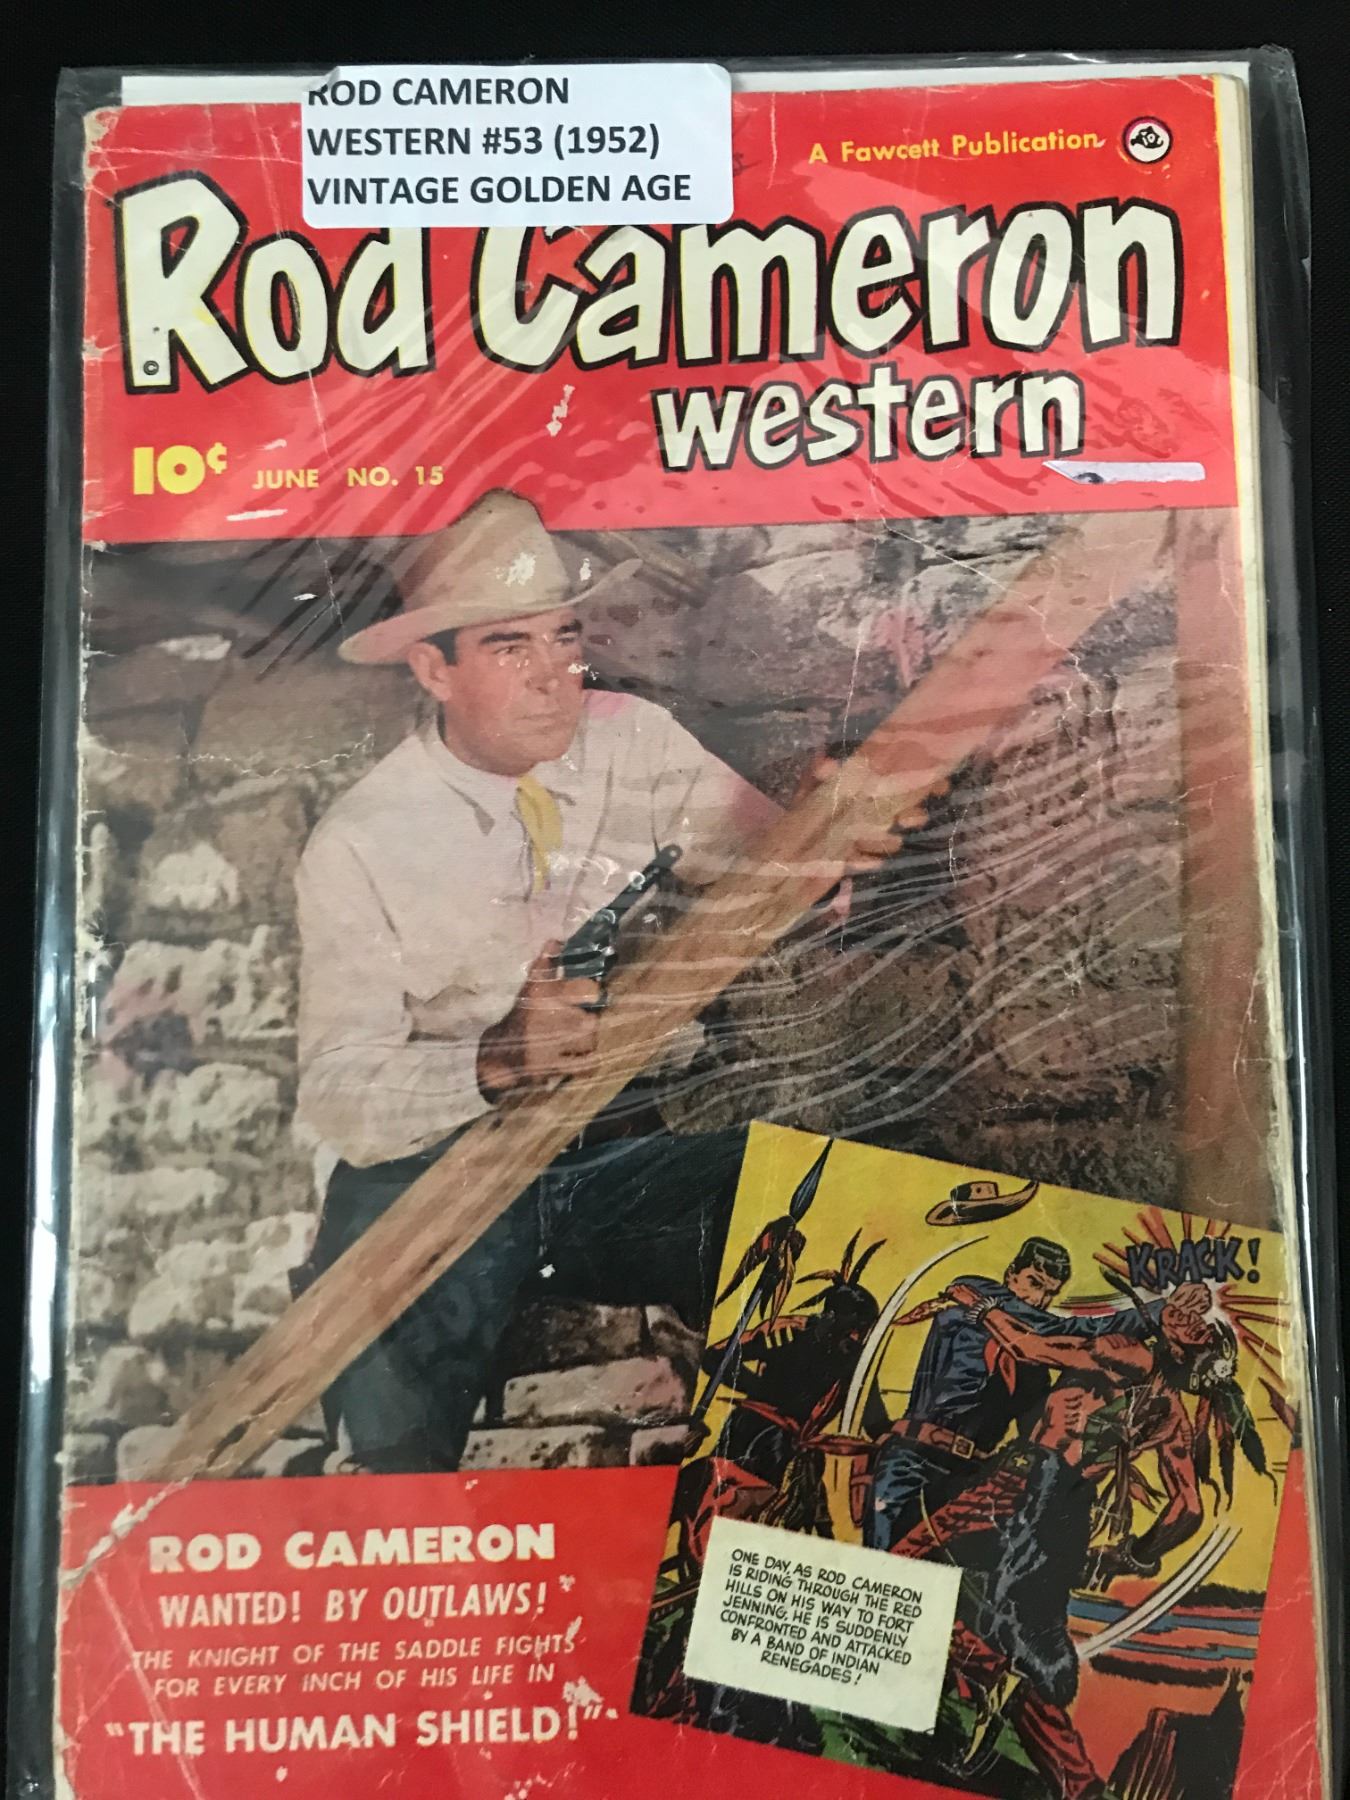 ROD CAMERON
WESTERN #53 (1952)
VINTAGE GOLDEN AGE
A Fawcett Publication
Rod Cameron
western
©
10¢ JUNE NO. 15
KRACK!
ROD CAMERON
WANTED! BY OUTLAWS!
THE KNIGHT OF THE SADDLE FIGHTS
FOR EVERY INCH OF HIS LIFE IN
"THE HUMAN SHIELD!"
ONE DAY, AS ROD CAMERON
IS RIDING THROUGH THE RED
HILLS ON HIS WAY TO FORT
JENNING, HE IS SUDDENLY
CONFRONTED AND ATTACKED
BY A BAND OF INDIAN
RENEGADES!